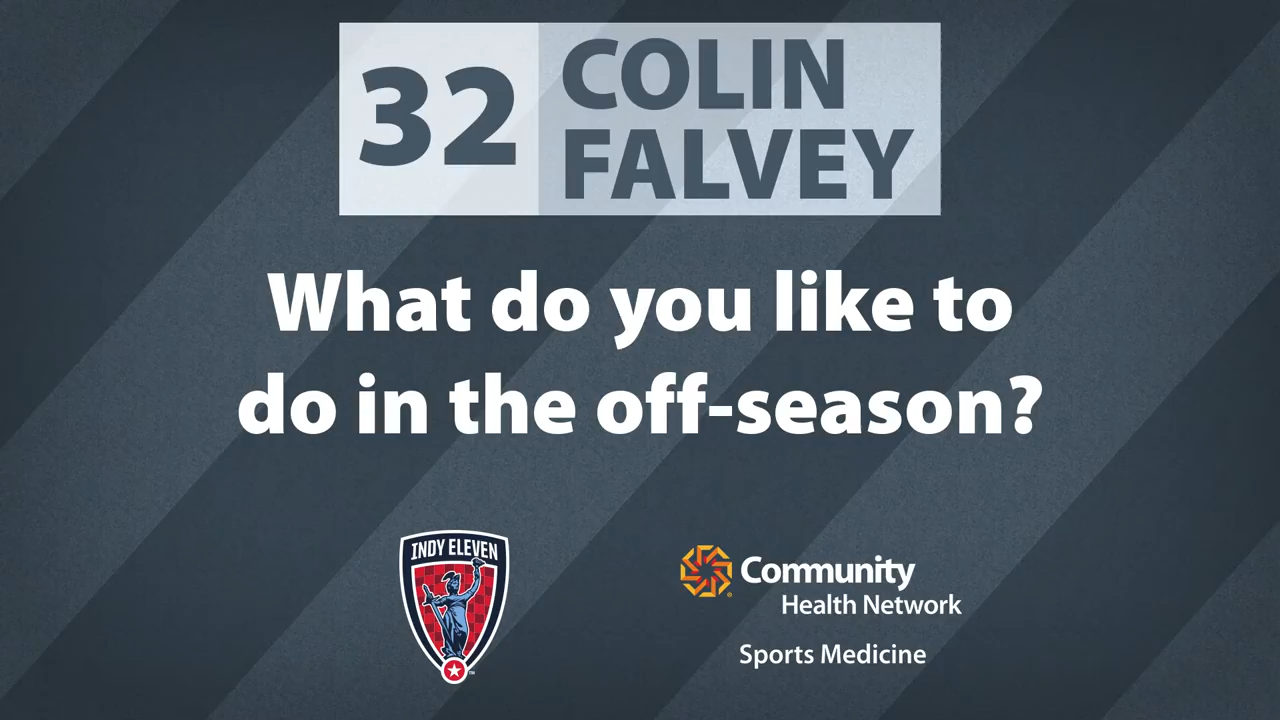 32
COLIN
FALVEY
What do you like to
do in the off-season?
INDY ELEVEN
Community
Health Network
Sports Medicine